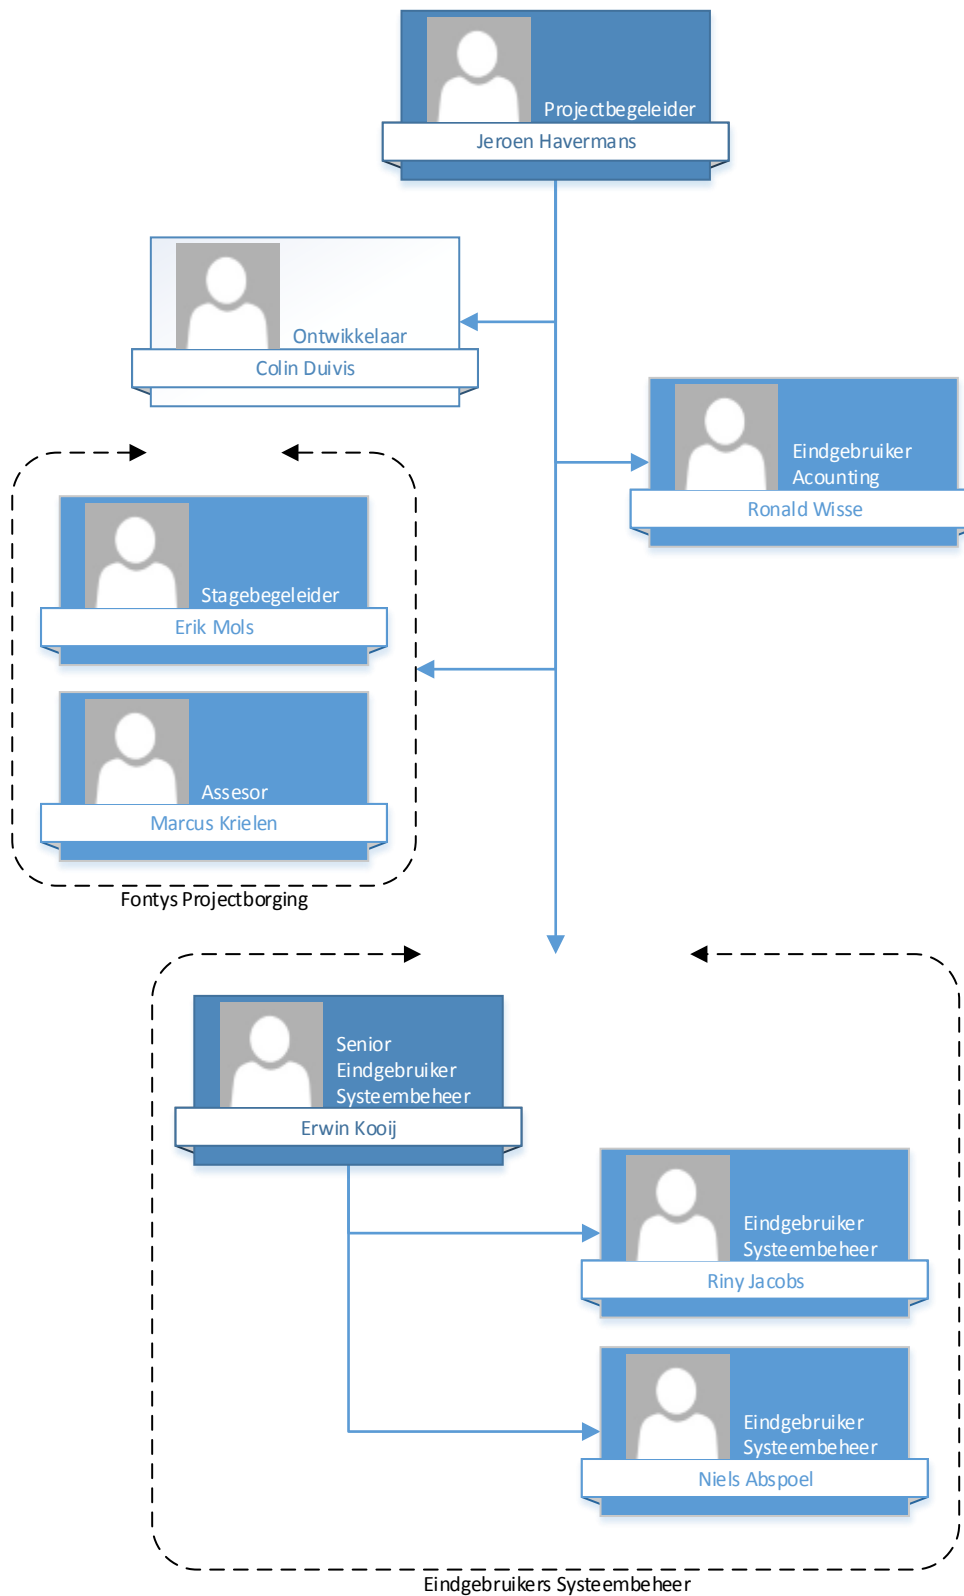 Projectbegeleider
Jeroen Havermans
Ontwikkelaar
Colin Duivis
Eindgebruiker
Acounting
Ronald Wisse
Stagebegeleider
Erik Mols
Assesor
Marcus Krielen
Fontys Projectborging
Senior
Eindgebuiker
Systeembeheer
Erwin Kooij
Eindgebruiker
Systeembeheer
Riny Jacobs
Eindgebruiker
Systeembeheer
Niels Abspoel
Eindgebruikers Systeembeheer